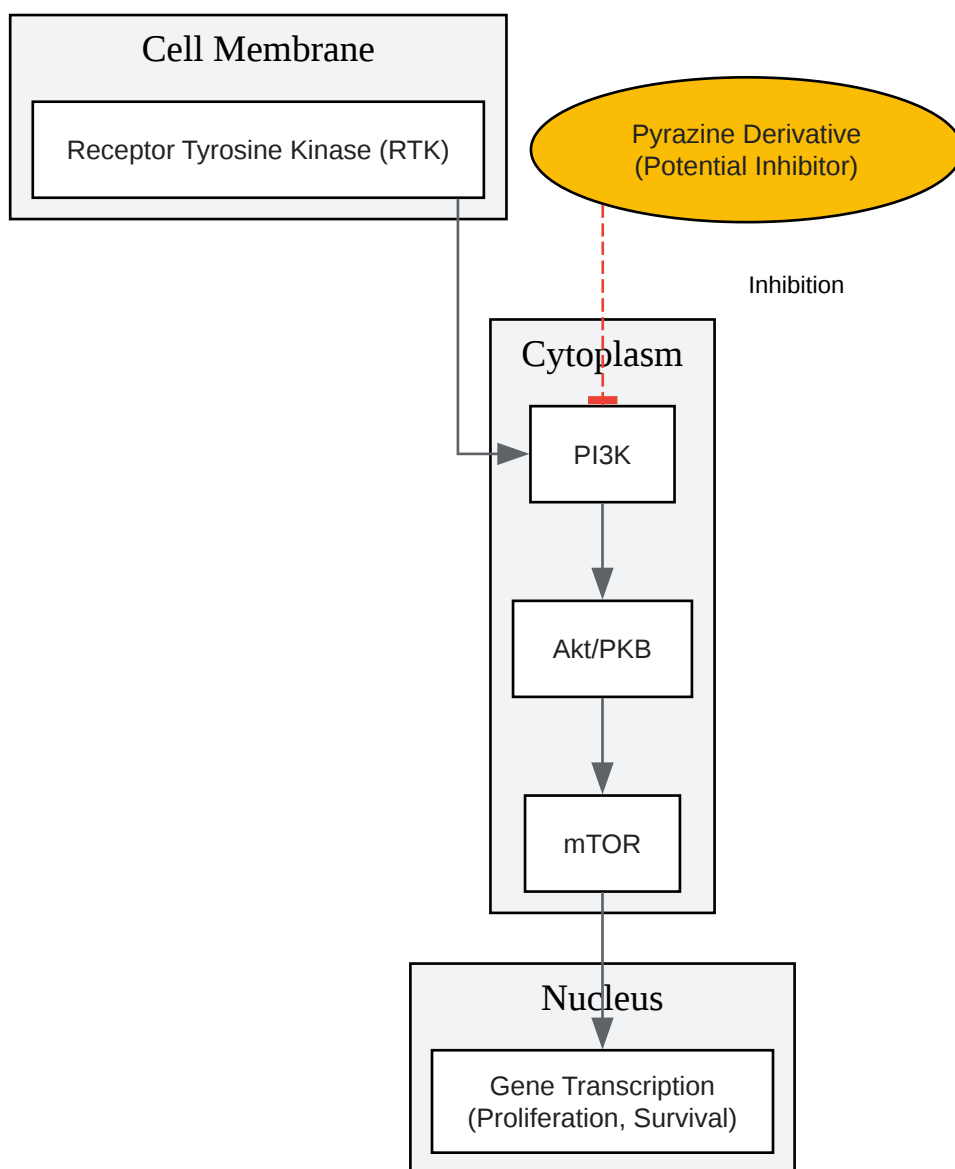 Cell Membrane
Receptor Tyrosine Kinase (RTK)
Pyrazine Derivative
(Potential Inhibitor)
Inhibition
Cytoplasm
PI3K
Akt/PKB
mTOR
Nucleus
Gene Transcription
(Proliferation, Survival)